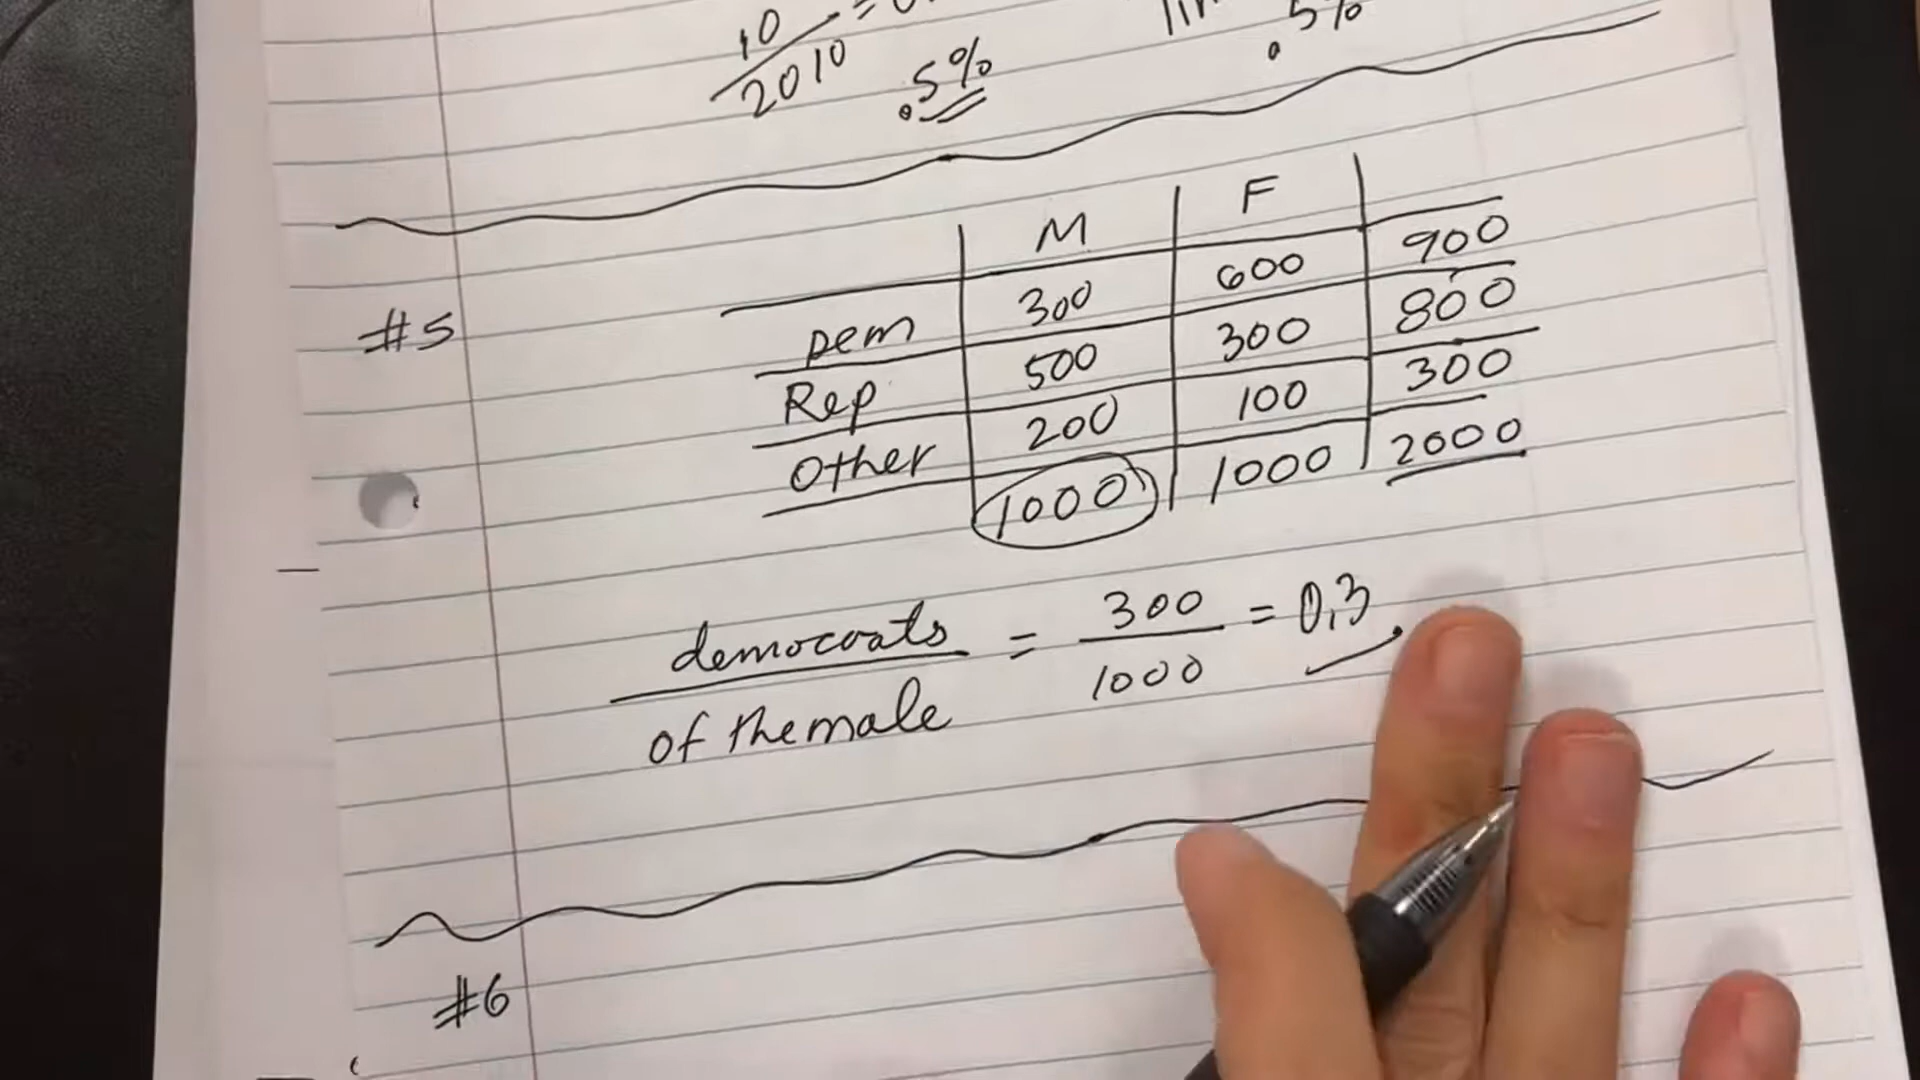 10
2010
.5%
.5%
#5
M F
Dem 300 600 900
Rep 500 300 800
Other 200 100 300
1000 1000 2000
democrats = 300 = 0.3
of the male 1000
#6